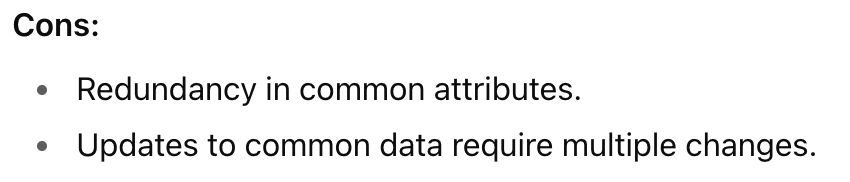 Cons:
• Redundancy in common attributes.
• Updates to common data require multiple changes.